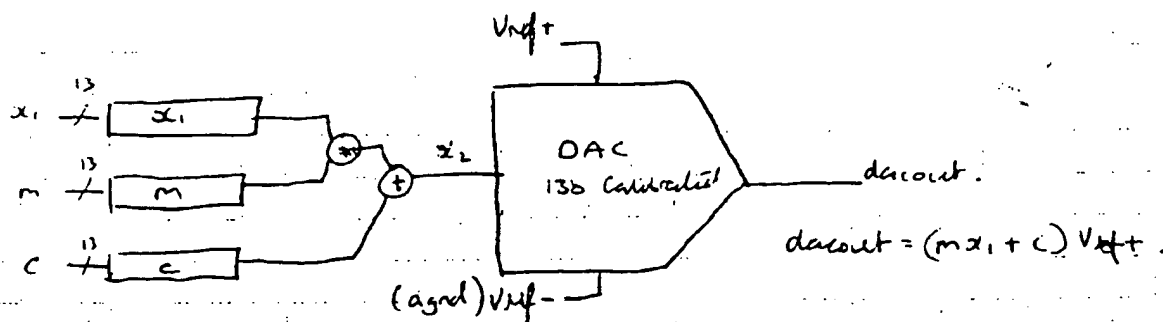 Vref+
13
x₁ x₁
13
m m
*
+
x₂
13
C c
DAC
13b Calibrated
dacout.
dacout = (mx₁ + c) Vref+.
(agnd) Vref-